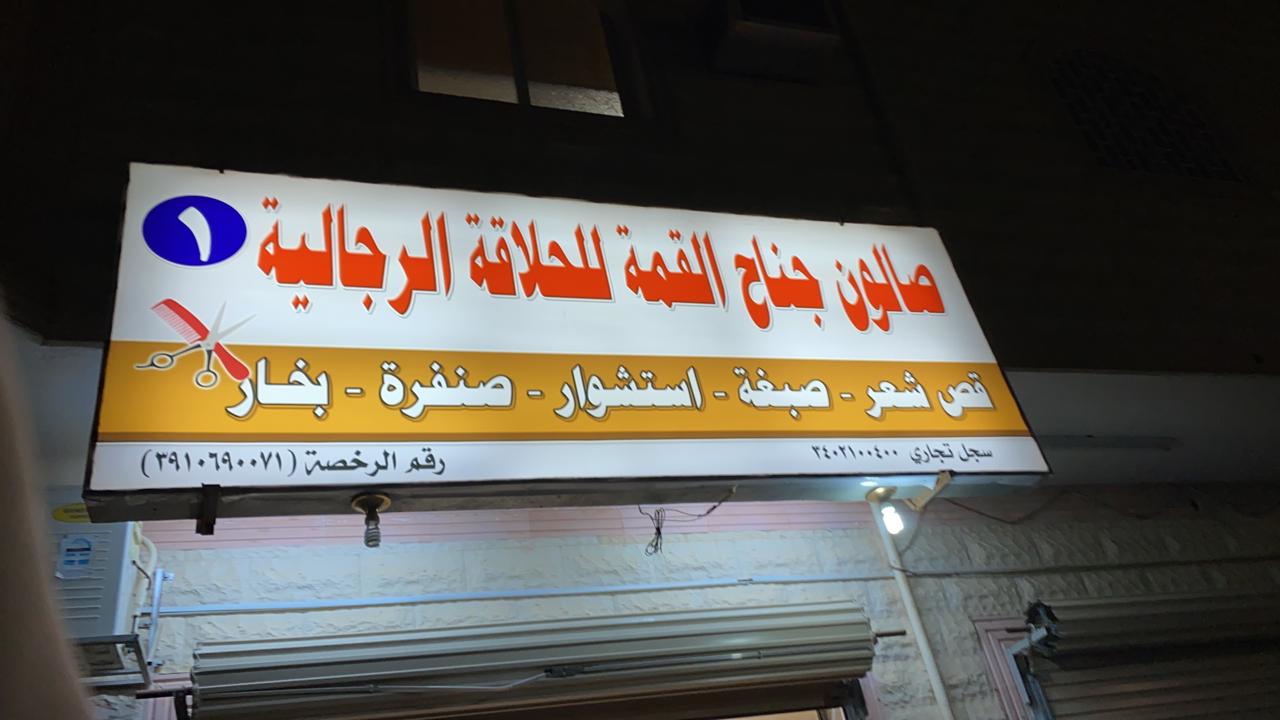 صالون جناح القمة للحلاقة الرجالية ١
قص شعر - صبغة - استشوار - صنفرة - بخار
سجل تجاري ٣٤٠٢١٠٠٤٠٠ رقم الرخصة (٣٩١٠٦٩٠٠٧١)